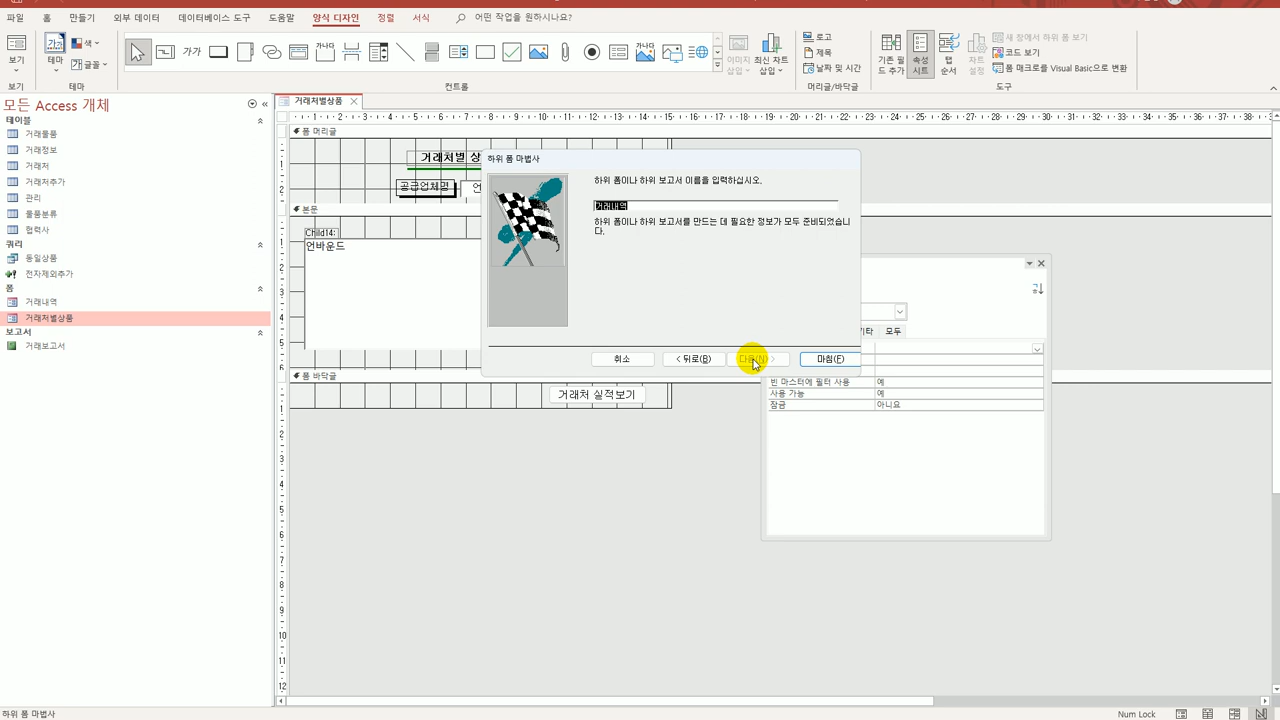 파일 홈 만들기 외부 데이터 데이터베이스 도구 도움말 양식 디자인 정렬 서식 어떤 작업을 원하시나요?
보기 테마 색 글꼴 가가 가나다 이미지 삽입 최신 차트 삽입 로고 제목 날짜 및 시간 기존 필드 추가 속성 시트 탭 순서 차트 설정 새 창에서 하위 폼 보기 코드 보기 폼 매크로를 Visual Basic으로 변환
보기 테마 컨트롤 머리글/바닥글 도구
모든 Access 개체
테이블
거래물품
거래정보
거래처
거래처추가
관리
물품분류
협력사
쿼리
동일상품
전자제외추가
폼
거래내역
거래처별상품
보고서
거래보고서
거래처별상품
폼 머리글
거래처별 상
공급업체명 언
본문
Child14:
언바운드
폼 바닥글
거래처 실적보기
하위 폼 마법사
하위 폼이나 하위 보고서 이름을 입력하십시오.
거래내역
하위 폼이나 하위 보고서를 만드는 데 필요한 정보가 모두 준비되었습니
다.
취소 < 뒤로(B) 다음(N) > 마침(F)
기타 모두
빈 마스터에 필터 사용 예
사용 가능 예
잠금 아니요
하위 폼 마법사 Num Lock